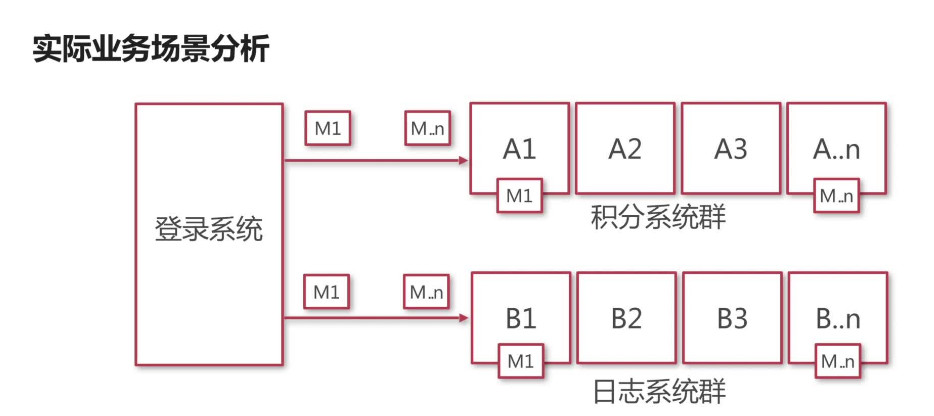 实际业务场景分析
M1
M..n
A1
A2
A3
A..n
M1
M..n
积分系统群
登录系统
M1
M..n
B1
B2
B3
B..n
M1
M..n
日志系统群